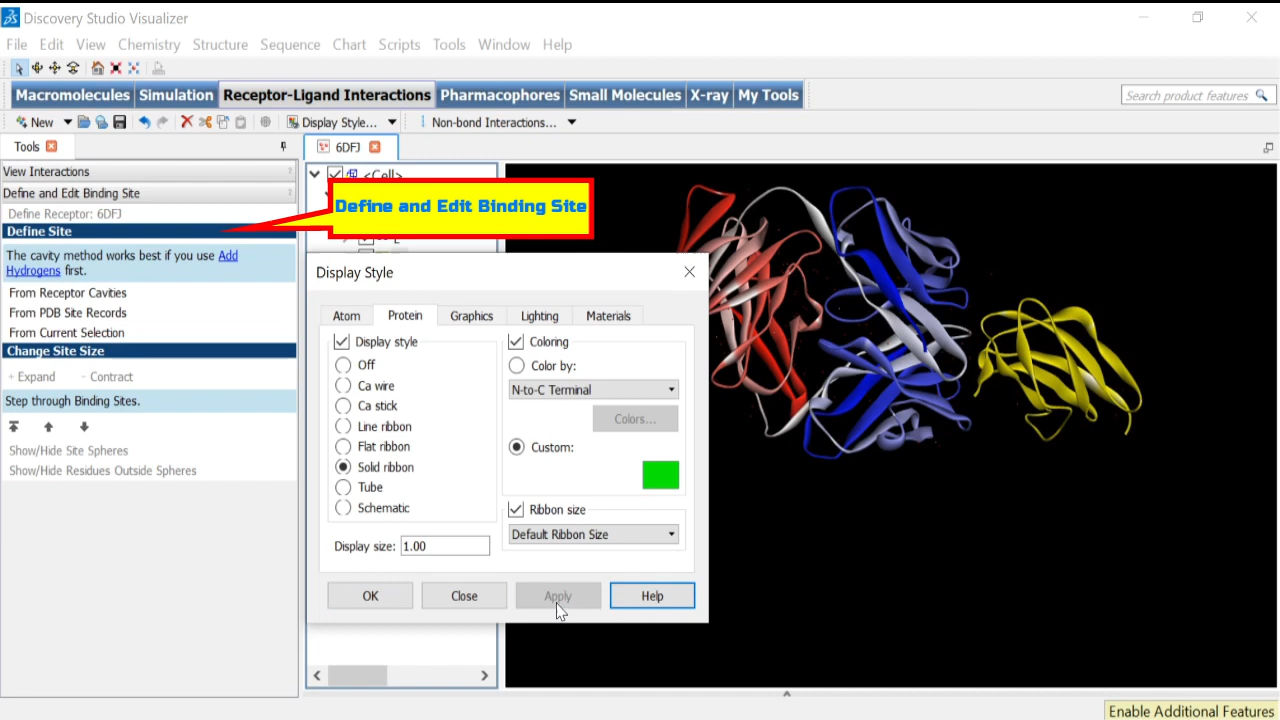 Discovery Studio Visualizer
File Edit View Chemistry Structure Sequence Chart Scripts Tools Window Help
Macromolecules Simulation Receptor-Ligand Interactions Pharmacophores Small Molecules X-ray My Tools
Search product features
New Display Style... Non-bond Interactions...
Tools
6DFJ
View Interactions ?
<Cell>
Define and Edit Binding Site ?
Define and Edit Binding Site
Define Receptor: 6DFJ
Define Site
The cavity method works best if you use Add
Hydrogens first.
From Receptor Cavities
From PDB Site Records
From Current Selection
Change Site Size
+ Expand - Contract
Step through Binding Sites.
Show/Hide Site Spheres
Show/Hide Residues Outside Spheres
Display Style
Atom Protein Graphics Lighting Materials
Display style
Off
Ca wire
Ca stick
Line ribbon
Flat ribbon
Solid ribbon
Tube
Schematic
Display size: 1.00
Coloring
Color by:
N-to-C Terminal
Colors...
Custom:
Ribbon size
Default Ribbon Size
OK Close Apply Help
Enable Additional Features